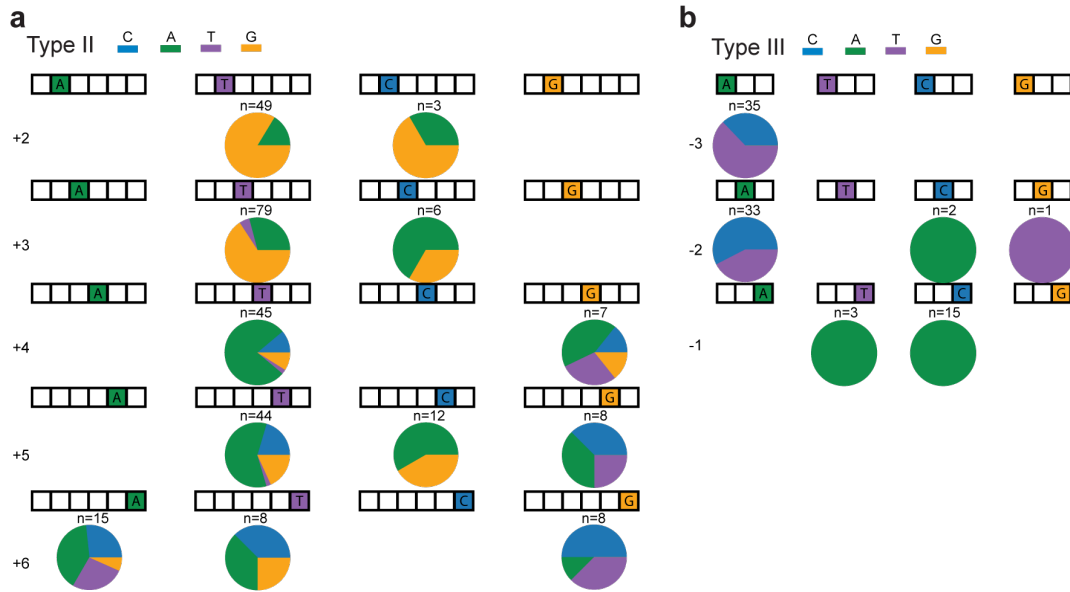 a
Type II C A T G
A T C G
n=49 n=3
+2
A T C G
n=79 n=6
+3
A T C G
n=45 n=7
+4
A T C G
n=44 n=12 n=8
+5
A T C G
n=15 n=8 n=8
+6
b
Type III C A T G
A T C G
n=35
-3
A T C G
n=33 n=2 n=1
-2
A T C G
n=3 n=15
-1